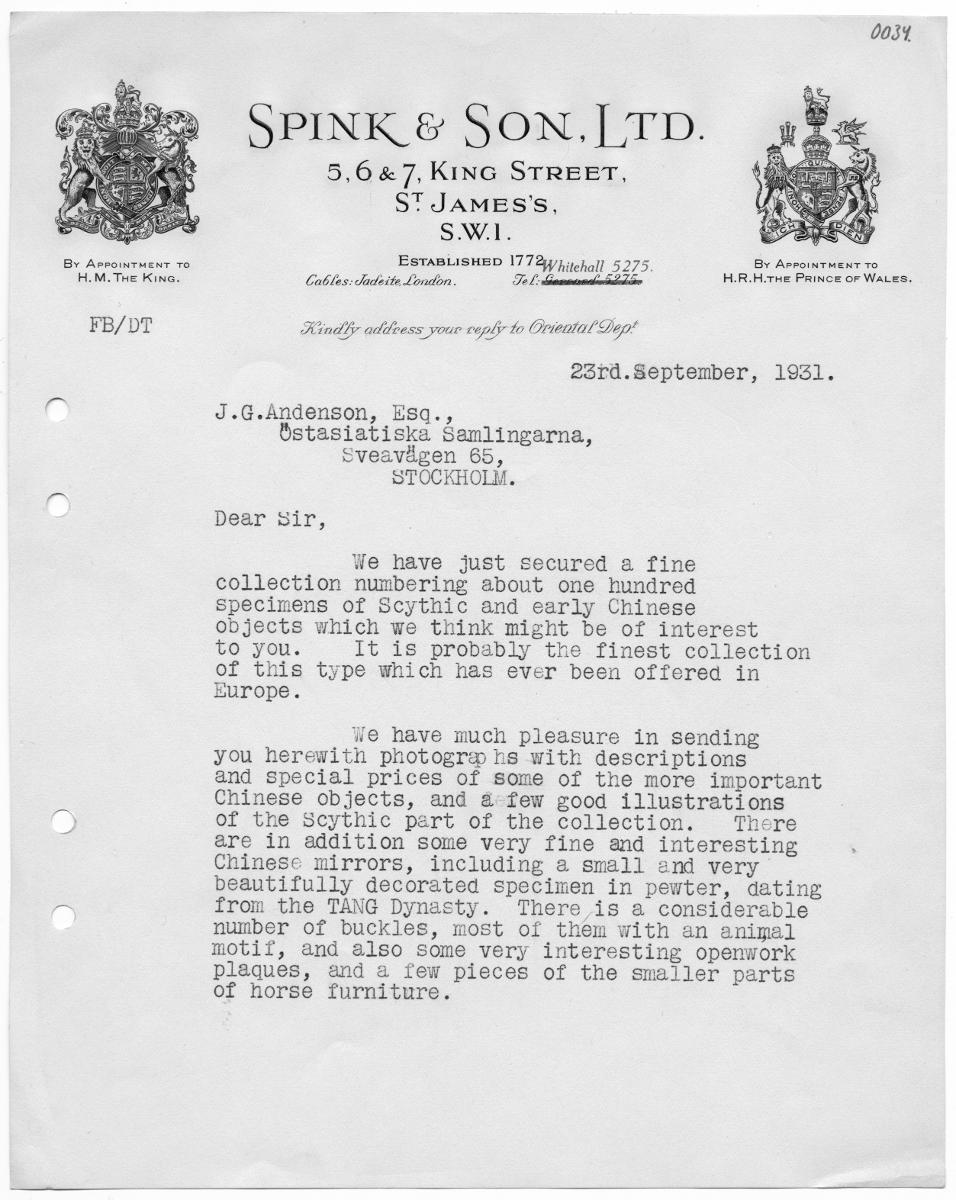 0034.
SPINK & SON, LTD.
5, 6 & 7, KING STREET,
ST JAMES'S,
S.W.1.
ESTABLISHED 1772
Whitehall 5275.
Cables: Jadeite, London. Tel: Gerrard 5275.
BY APPOINTMENT TO
H.M. THE KING.
BY APPOINTMENT TO
H.R.H. THE PRINCE OF WALES.
FB/DT
Kindly address your reply to Oriental Dept
23rd.September, 1931.
J.G.Andenson, Esq.,
Östasiatiska Samlingarna,
Sveavägen 65,
STOCKHOLM.
Dear Sir,
We have just secured a fine
collection numbering about one hundred
specimens of Scythic and early Chinese
objects which we think might be of interest
to you. It is probably the finest collection
of this type which has ever been offered in
Europe.
We have much pleasure in sending
you herewith photographs with descriptions
and special prices of some of the more important
Chinese objects, and a few good illustrations
of the Scythic part of the collection. There
are in addition some very fine and interesting
Chinese mirrors, including a small and very
beautifully decorated specimen in pewter, dating
from the TANG Dynasty. There is a considerable
number of buckles, most of them with an animal
motif, and also some very interesting openwork
plaques, and a few pieces of the smaller parts
of horse furniture.